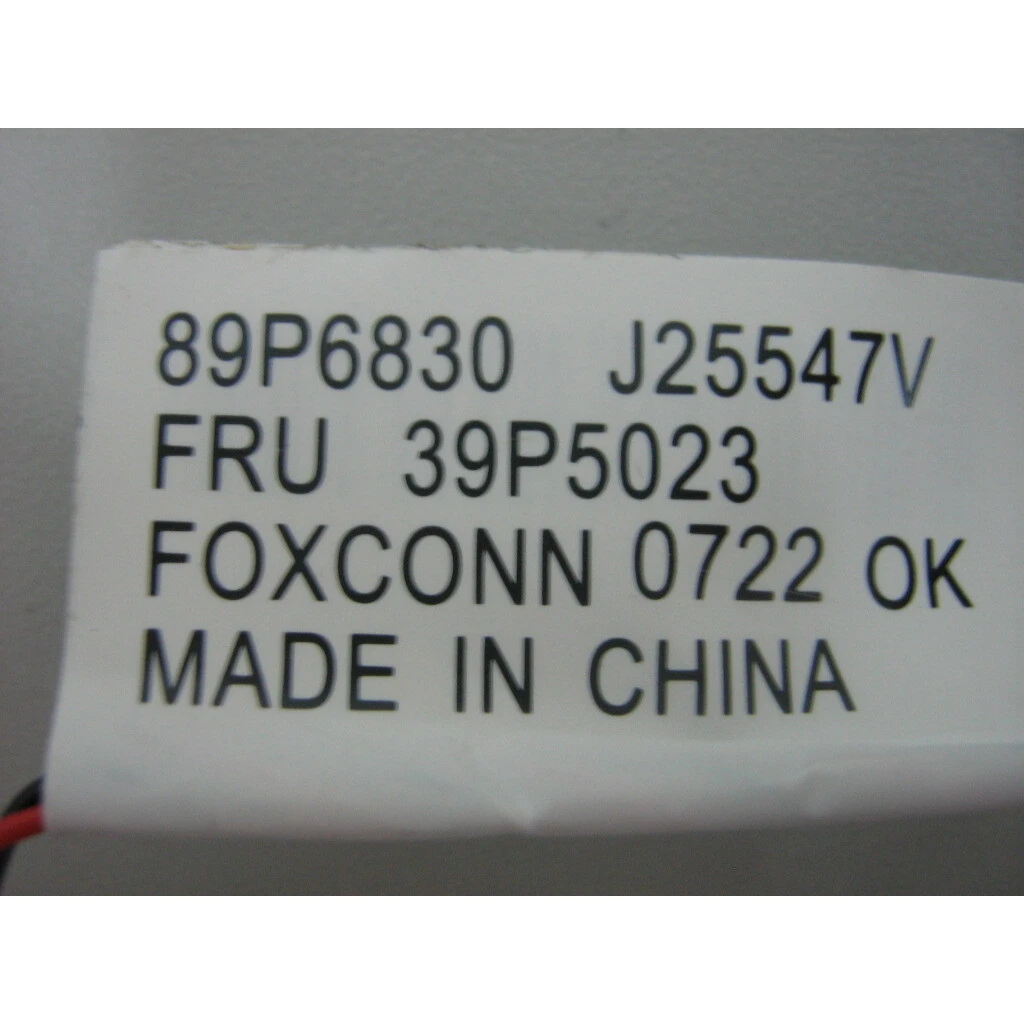 89P6830 J25547V
FRU 39P5023
FOXCONN 0722 OK
MADE IN CHINA